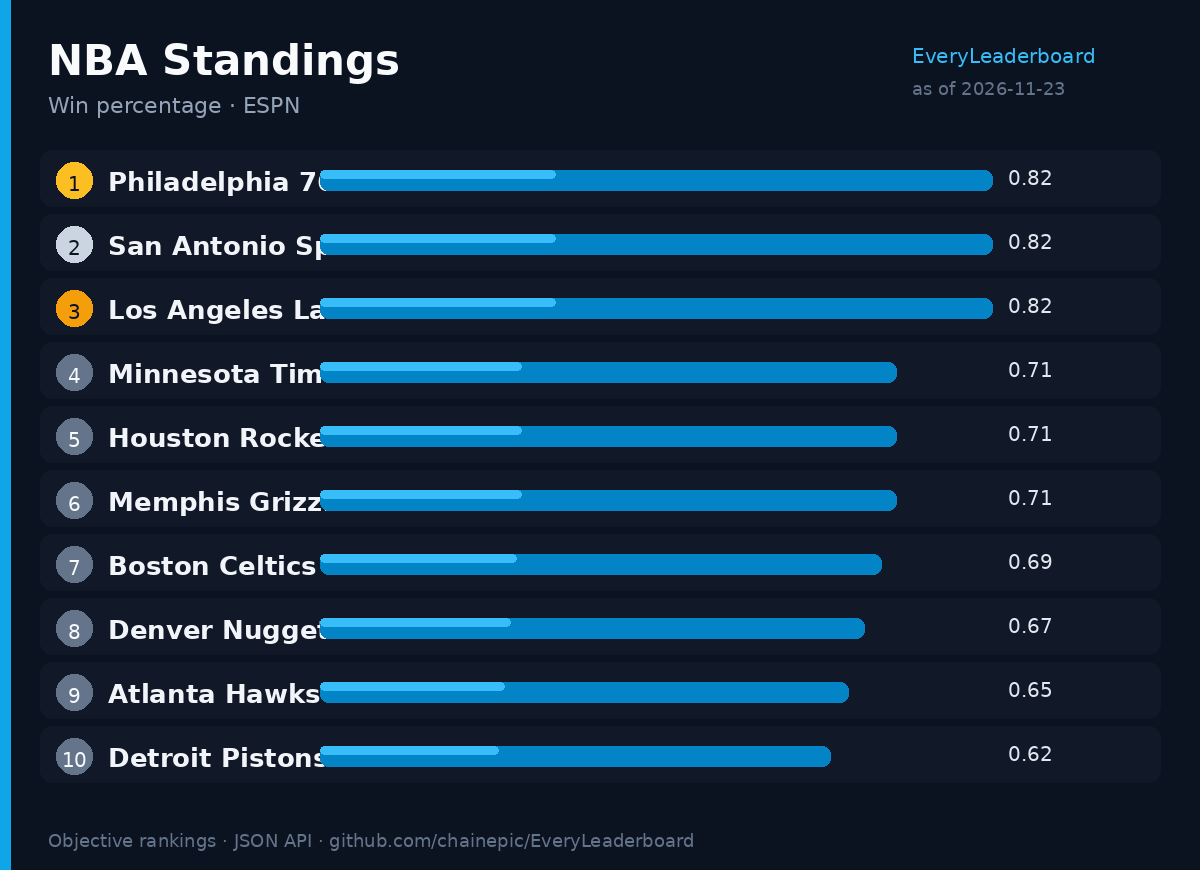 NBA Standings
Win percentage · ESPN
EveryLeaderboard
as of 2026-11-23
1 Philadelphia 7 0.82
2 San Antonio Sp 0.82
3 Los Angeles La 0.82
4 Minnesota Tim 0.71
5 Houston Rocke 0.71
6 Memphis Grizz 0.71
7 Boston Celtics 0.69
8 Denver Nugget 0.67
9 Atlanta Hawks 0.65
10 Detroit Pistons 0.62
Objective rankings · JSON API · github.com/chainepic/EveryLeaderboard